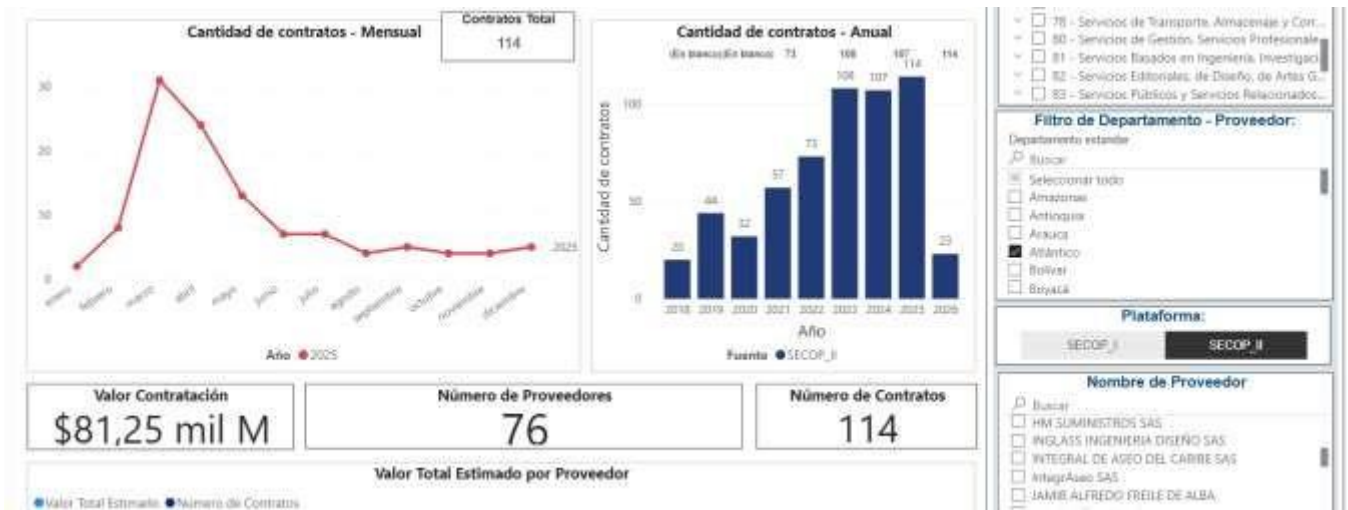 Cantidad de contratos - Mensual
Contratos Total
114
30
20
10
0
enero
febrero
marzo
abril
mayo
junio
julio
agosto
septiembre
octubre
noviembre
diciembre
2025
Año 2025
Cantidad de contratos - Anual
(En blanco)(En blanco) 73 108 107 114
Cantidad de contratos
100
50
0
20
44
32
57
73
108
107
114
23
2018 2019 2020 2021 2022 2023 2024 2025 2026
Año
Fuente SECOP_II
Valor Contratación
$81,25 mil M
Número de Proveedores
76
Número de Contratos
114
Valor Total Estimado por Proveedor
Valor Total Estimado Número de Contratos
78 - Servicios de Transporte, Almacenaje y Corr...
80 - Servicios de Gestión, Servicios Profesionale...
81 - Servicios Basados en Ingeniería, Investigaci...
82 - Servicios Editoriales, de Diseño, de Artes G...
83 - Servicios Públicos y Servicios Relacionados...
Filtro de Departamento - Proveedor:
Departamento estandar
Buscar
Seleccionar todo
Amazonas
Antioquia
Arauca
Atlántico
Bolívar
Boyacá
Plataforma:
SECOP_I
SECOP_II
Nombre de Proveedor
Buscar
HM SUMINISTROS SAS
INGLASS INGENIERIA DISEÑO SAS
INTEGRAL DE ASEO DEL CARIBE SAS
IntegrAseo SAS
JAMIR ALFREDO FREILE DE ALBA